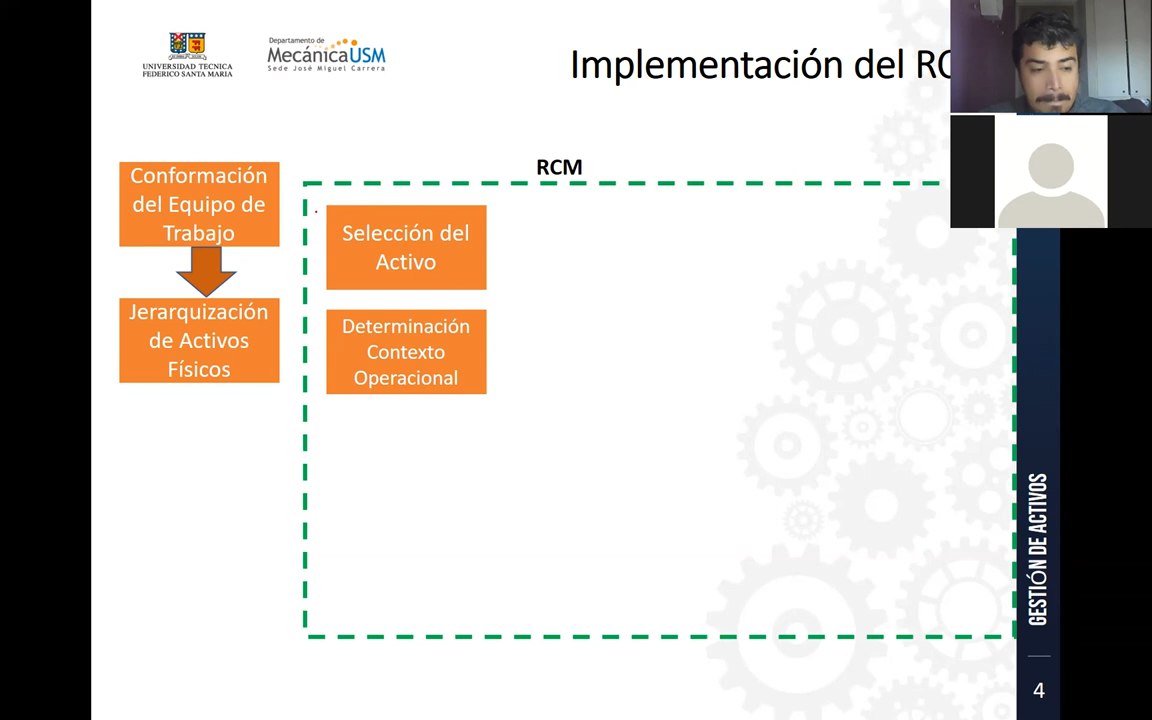 UNIVERSIDAD TECNICA
FEDERICO SANTA MARIA
Departamento de
MecánicaUSM
Sede José Miguel Carrera
Implementación del RC
RCM
Conformación
del Equipo de
Trabajo
Jerarquización
de Activos
Físicos
Selección del
Activo
Determinación
Contexto
Operacional
GESTIÓN DE ACTIVOS
4